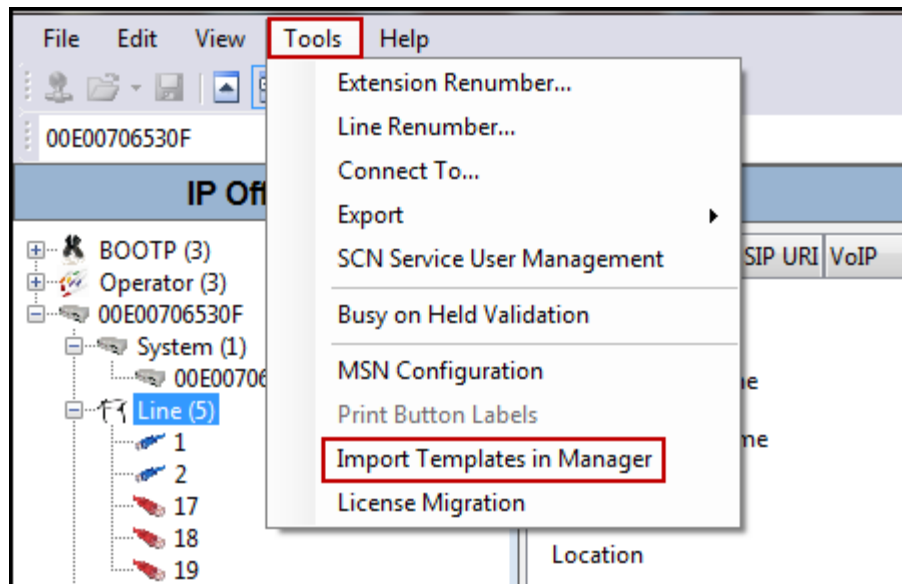 File Edit View Tools Help
00E00706530F
Extension Renumber...
Line Renumber...
Connect To...
Export
SCN Service User Management
Busy on Held Validation
MSN Configuration
Print Button Labels
Import Templates in Manager
License Migration
IP Off
BOOTP (3)
Operator (3)
00E00706530F
System (1)
00E00706
Line (5)
1
2
17
18
19
SIP URI VoIP
ne
me
Location